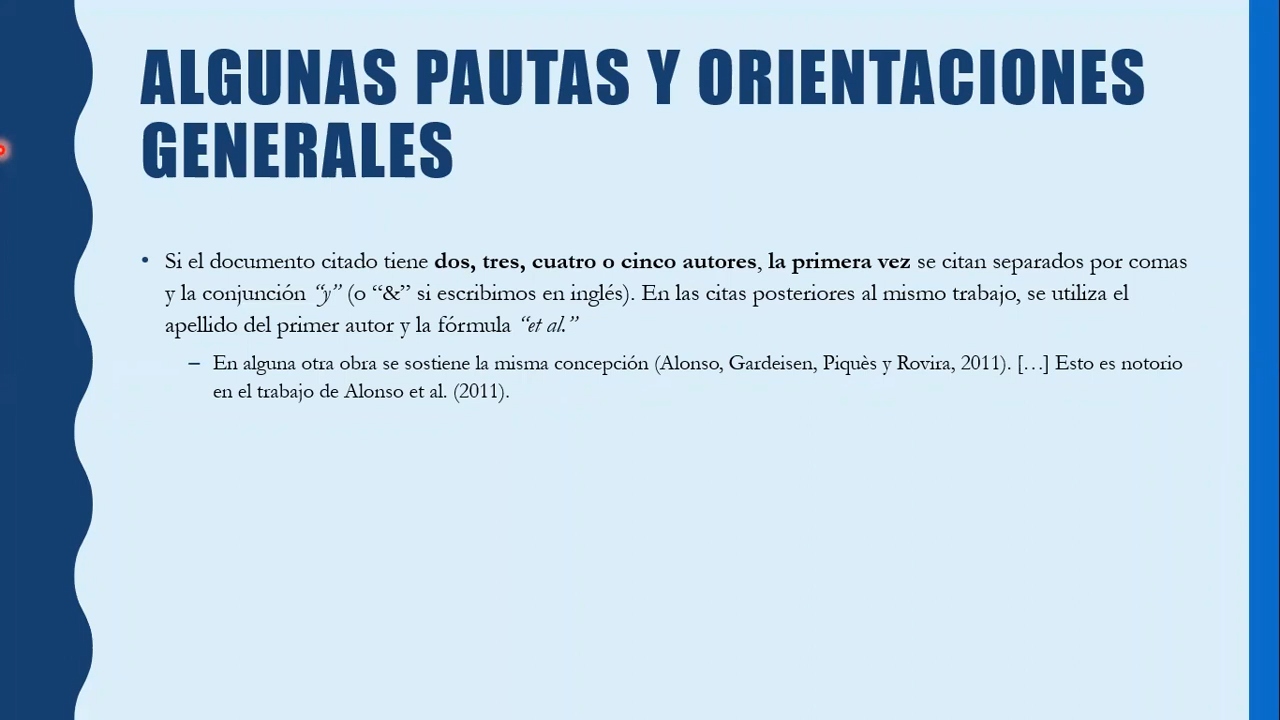 ALGUNAS PAUTAS Y ORIENTACIONES
GENERALES
• Si el documento citado tiene dos, tres, cuatro o cinco autores, la primera vez se citan separados por comas
y la conjunción “y” (o “&” si escribimos en inglés). En las citas posteriores al mismo trabajo, se utiliza el
apellido del primer autor y la fórmula “et al.”
– En alguna otra obra se sostiene la misma concepción (Alonso, Gardeisen, Piquès y Rovira, 2011). […] Esto es notorio
en el trabajo de Alonso et al. (2011).